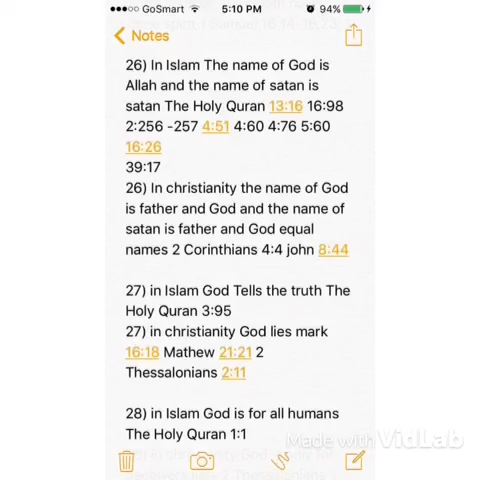 GoSmart 5:10 PM 94%
Notes
26) In Islam The name of God is
Allah and the name of satan is
satan The Holy Quran 13:16 16:98
2:256 -257 4:51 4:60 4:76 5:60
16:26
39:17
26) In christianity the name of God
is father and God and the name of
satan is father and God equal
names 2 Corinthians 4:4 john 8:44
27) in Islam God Tells the truth The
Holy Quran 3:95
27) in christianity God lies mark
16:18 Mathew 21:21 2
Thessalonians 2:11
28) in Islam God is for all humans
The Holy Quran 1:1
Made with VidLab